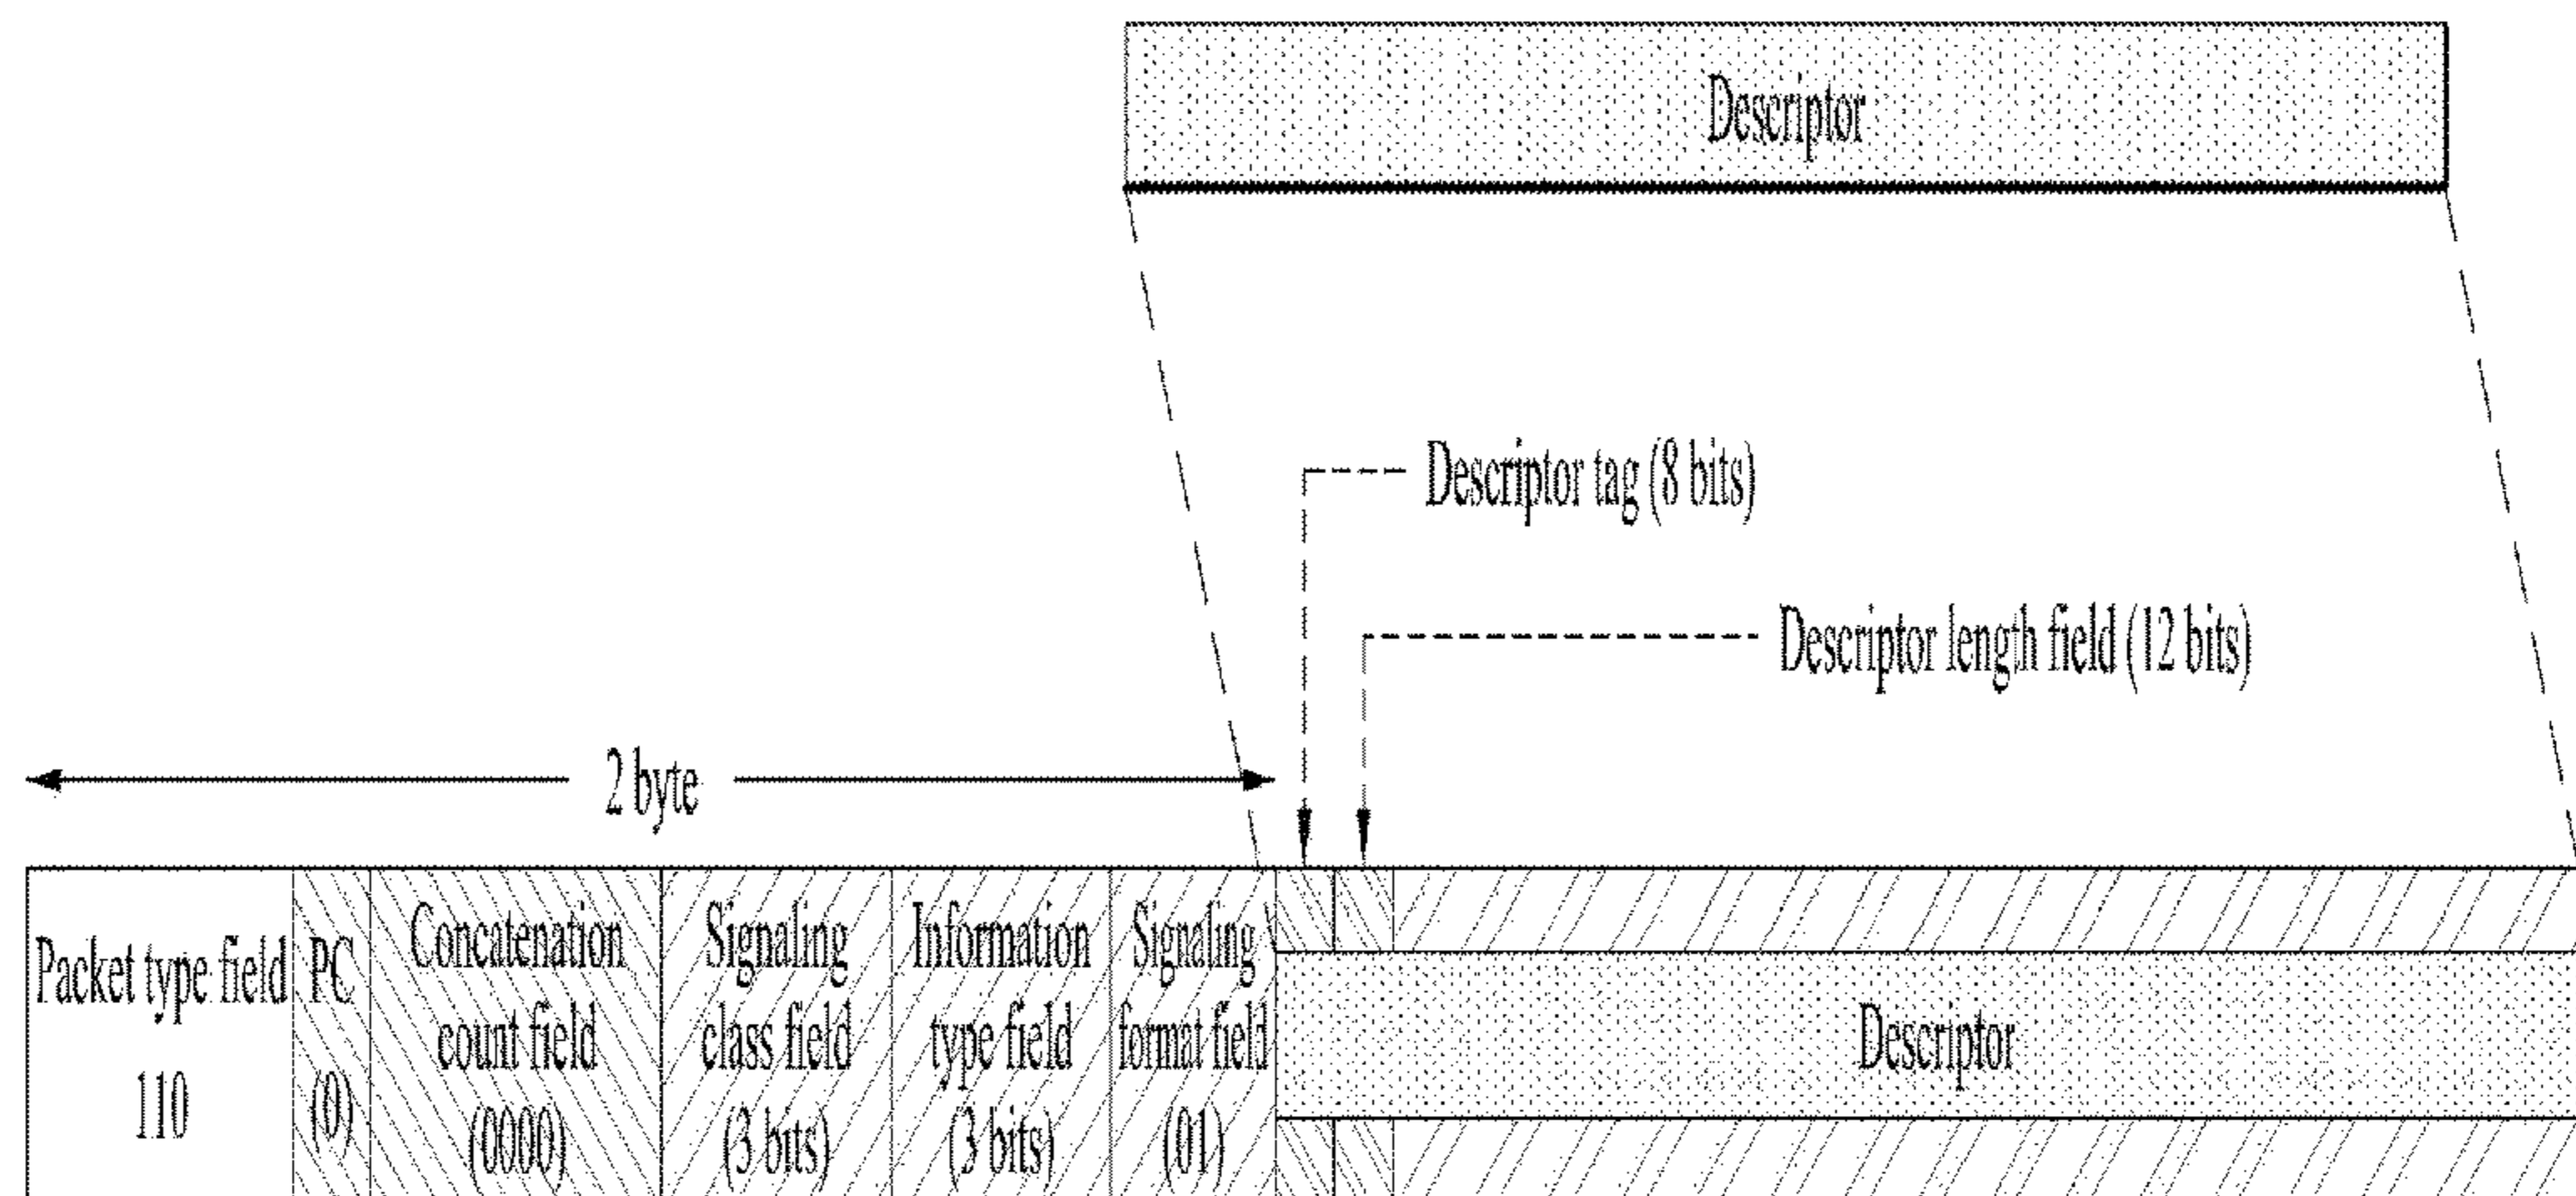 Descriptor
Descriptor tag (8 bits)
Descriptor length field (12 bits)
2 byte
Packet type field
110
PC
(0)
Concatenation
count field
(0000)
Signaling
class field
(3 bits)
Information
type field
(3 bits)
Signaling
format field
(01)
Descriptor